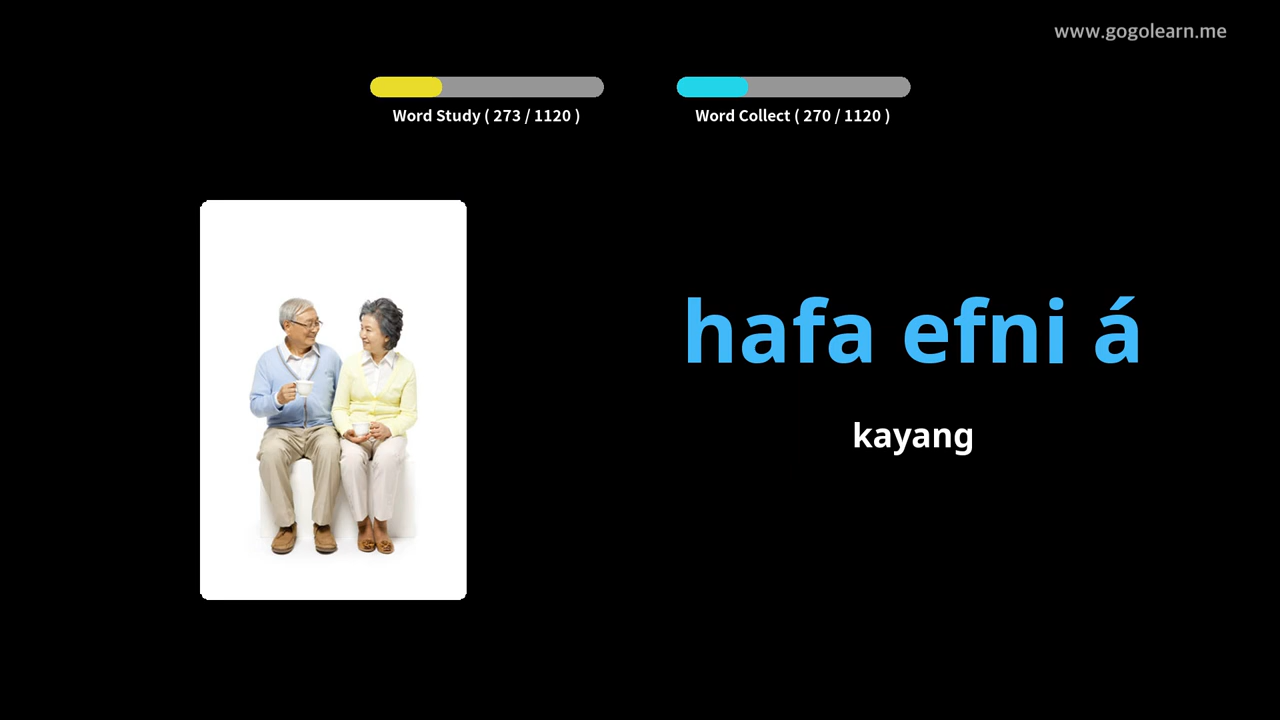 www.gogolearn.me
Word Study ( 273 / 1120 )
Word Collect ( 270 / 1120 )
hafa efni á
kayang